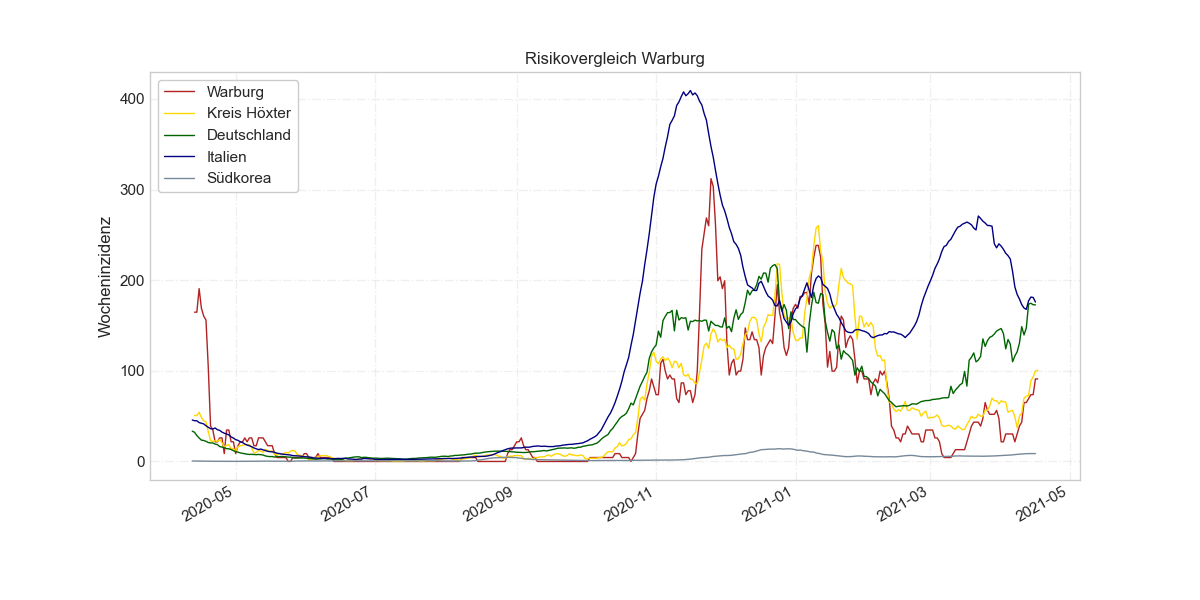 Risikovergleich Warburg
Warburg
Kreis Höxter
Deutschland
Italien
Südkorea
Wocheninzidenz
400
300
200
100
0
2020-05
2020-07
2020-09
2020-11
2021-01
2021-03
2021-05